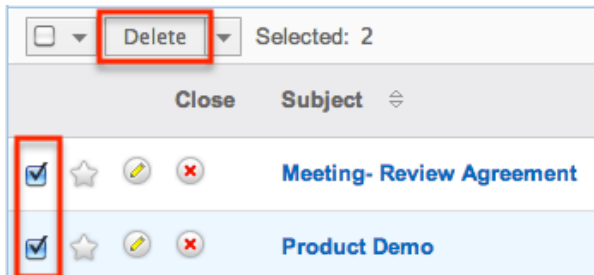 Delete Selected: 2
Close Subject
Meeting- Review Agreement
Product Demo